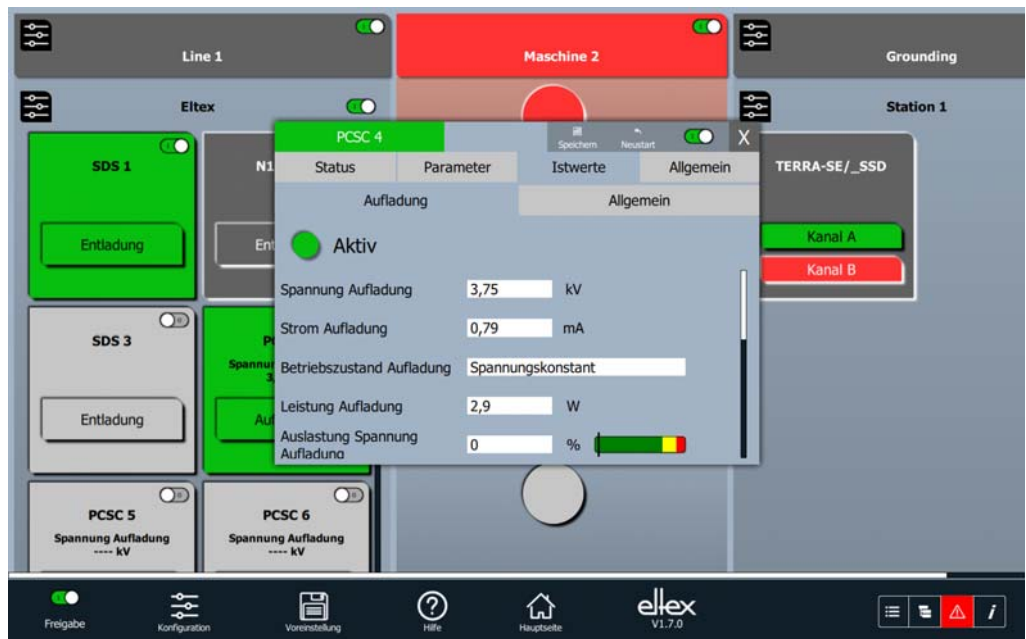 Line 1
Maschine 2
Grounding
Eltex
Station 1
PCSC 4
Speichern
Neustart
X
SDS 1
N1
Status
Parameter
Istwerte
Allgemein
TERRA-SE/_SSD
Aufladung
Allgemein
Entladung
Aktiv
Kanal A
Kanal B
Spannung Aufladung
3,75
kV
SDS 3
Strom Aufladung
0,79
mA
Betriebszustand Aufladung
Spannungskonstant
Entladung
Leistung Aufladung
2,9
W
Auslastung Spannung
Aufladung
0
%
PCSC 5
Spannung Aufladung
---- kV
PCSC 6
Spannung Aufladung
---- kV
Freigabe
Konfiguration
Voreinstellung
Hilfe
Hauptseite
eltex
V1.7.0
i